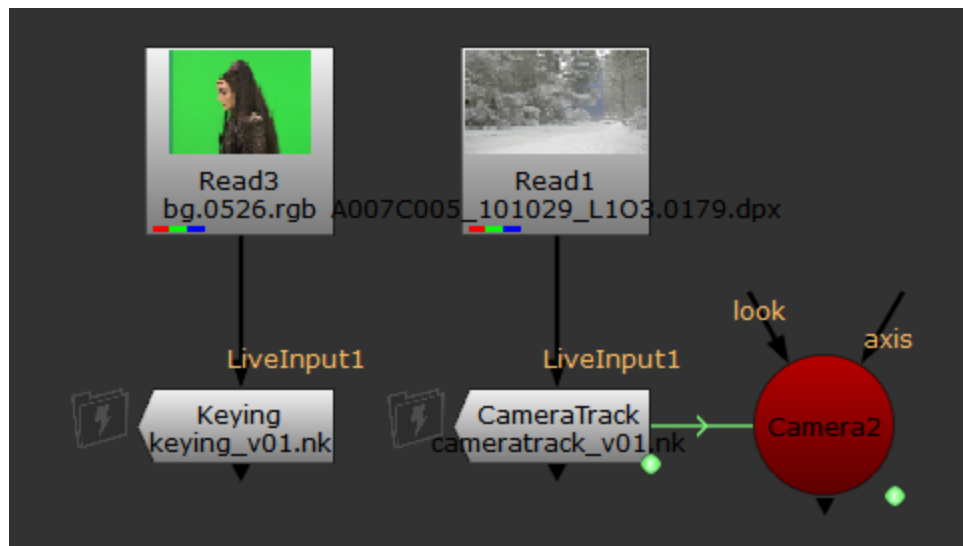 Read3
bg.0526.rgb
Read1
A007C005_101029_L1O3.0179.dpx
look
axis
LiveInput1
LiveInput1
Keying
keying_v01.nk
CameraTrack
cameratrack_v01.nk
Camera2